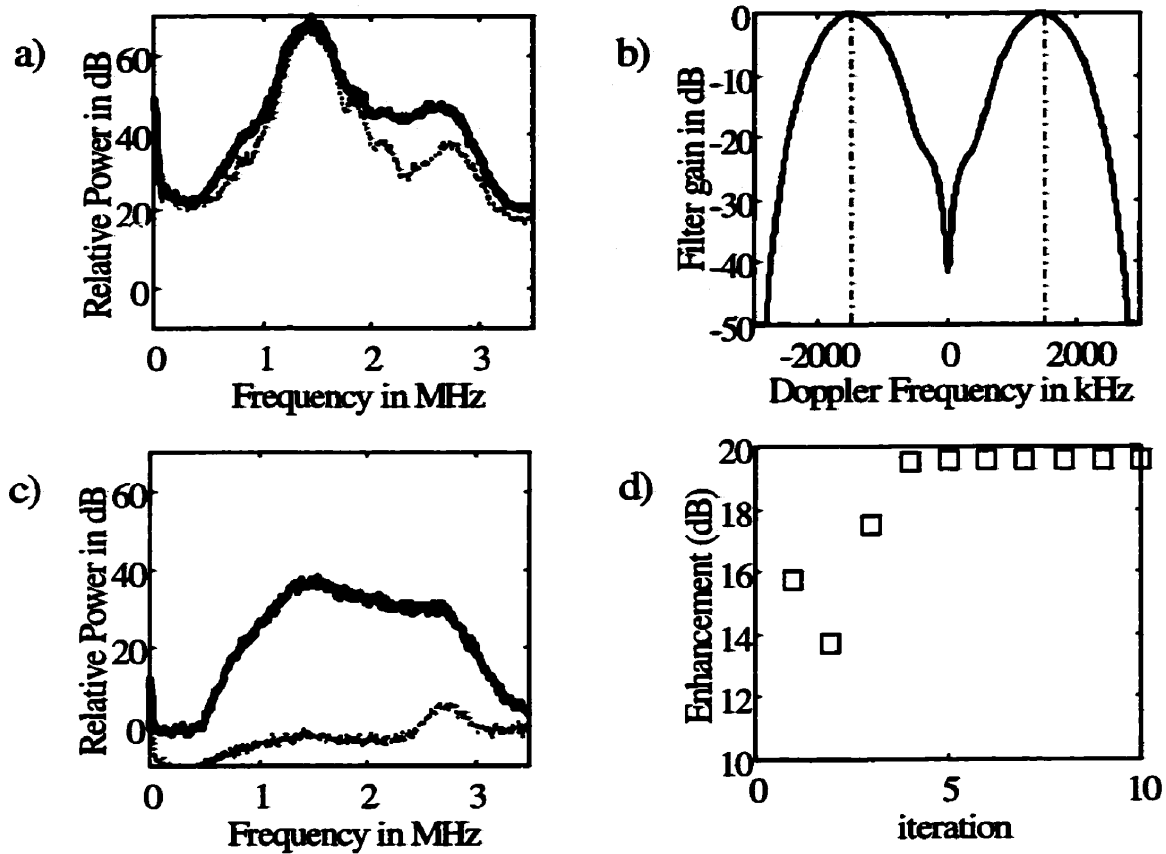 a)
Relative Power in dB
60
40
20
0
0 1 2 3
Frequency in MHz
b)
Filter gain in dB
0
-10
-20
-30
-40
-50
-2000 0 2000
Doppler Frequency in kHz
c)
Relative Power in dB
60
40
20
0
0 1 2 3
Frequency in MHz
d)
Enhancement (dB)
20
18
16
14
12
10
0 5 10
iteration